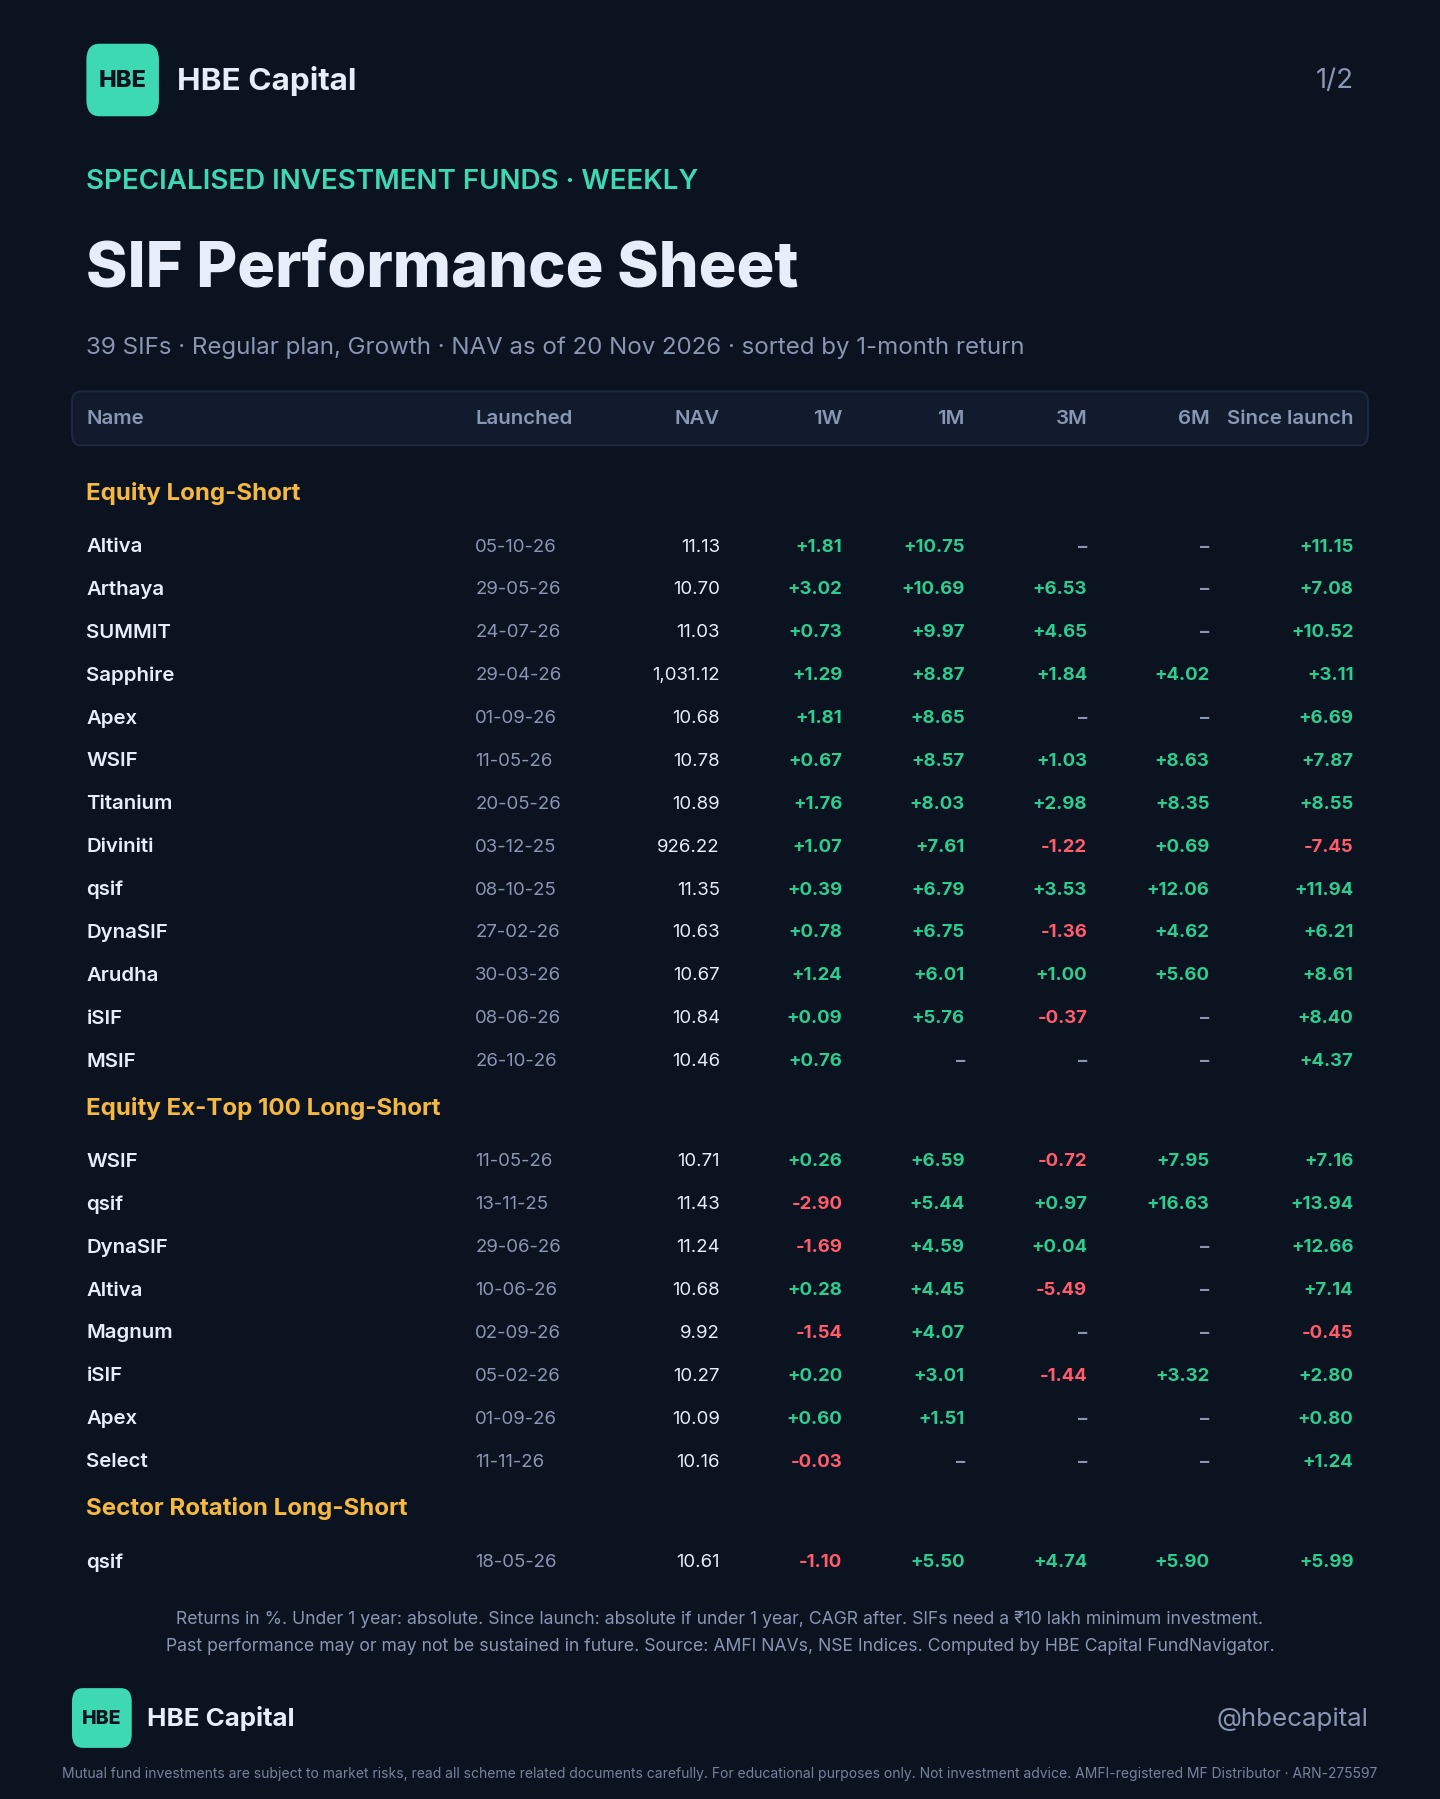 HBE HBE Capital 1/2
SPECIALISED INVESTMENT FUNDS · WEEKLY
SIF Performance Sheet
39 SIFs · Regular plan, Growth · NAV as of 20 Nov 2026 · sorted by 1-month return
Name Launched NAV 1W 1M 3M 6M Since launch
Equity Long-Short
Altiva 05-10-26 11.13 +1.81 +10.75 – – +11.15
Arthaya 29-05-26 10.70 +3.02 +10.69 +6.53 – +7.08
SUMMIT 24-07-26 11.03 +0.73 +9.97 +4.65 – +10.52
Sapphire 29-04-26 1,031.12 +1.29 +8.87 +1.84 +4.02 +3.11
Apex 01-09-26 10.68 +1.81 +8.65 – – +6.69
WSIF 11-05-26 10.78 +0.67 +8.57 +1.03 +8.63 +7.87
Titanium 20-05-26 10.89 +1.76 +8.03 +2.98 +8.35 +8.55
Diviniti 03-12-25 926.22 +1.07 +7.61 -1.22 +0.69 -7.45
qsif 08-10-25 11.35 +0.39 +6.79 +3.53 +12.06 +11.94
DynaSIF 27-02-26 10.63 +0.78 +6.75 -1.36 +4.62 +6.21
Arudha 30-03-26 10.67 +1.24 +6.01 +1.00 +5.60 +8.61
iSIF 08-06-26 10.84 +0.09 +5.76 -0.37 – +8.40
MSIF 26-10-26 10.46 +0.76 – – – +4.37
Equity Ex-Top 100 Long-Short
WSIF 11-05-26 10.71 +0.26 +6.59 -0.72 +7.95 +7.16
qsif 13-11-25 11.43 -2.90 +5.44 +0.97 +16.63 +13.94
DynaSIF 29-06-26 11.24 -1.69 +4.59 +0.04 – +12.66
Altiva 10-06-26 10.68 +0.28 +4.45 -5.49 – +7.14
Magnum 02-09-26 9.92 -1.54 +4.07 – – -0.45
iSIF 05-02-26 10.27 +0.20 +3.01 -1.44 +3.32 +2.80
Apex 01-09-26 10.09 +0.60 +1.51 – – +0.80
Select 11-11-26 10.16 -0.03 – – – +1.24
Sector Rotation Long-Short
qsif 18-05-26 10.61 -1.10 +5.50 +4.74 +5.90 +5.99
Returns in %. Under 1 year: absolute. Since launch: absolute if under 1 year, CAGR after. SIFs need a ₹10 lakh minimum investment.
Past performance may or may not be sustained in future. Source: AMFI NAVs, NSE Indices. Computed by HBE Capital FundNavigator.
HBE HBE Capital @hbecapital
Mutual fund investments are subject to market risks, read all scheme related documents carefully. For educational purposes only. Not investment advice. AMFI-registered MF Distributor · ARN-275597